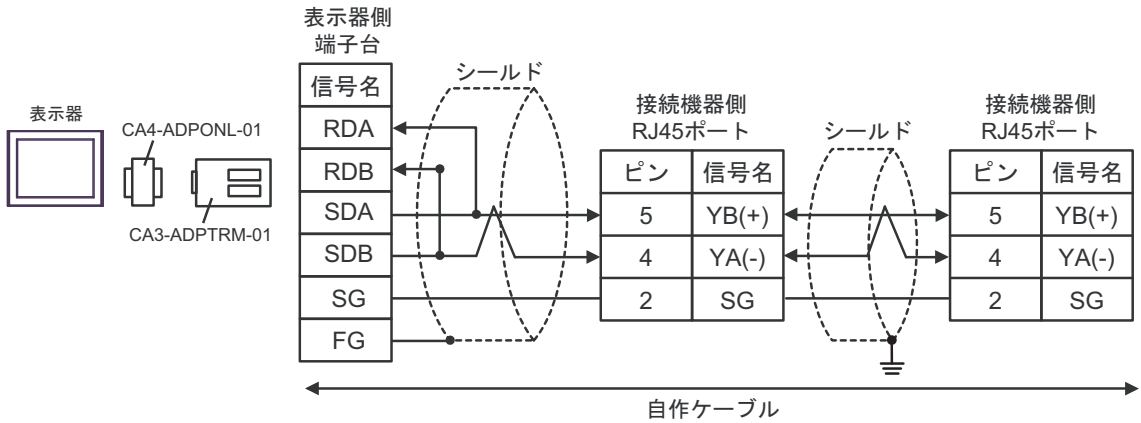 表示器
CA4-ADPONL-01
CA3-ADPTRM-01
表示器側
端子台
信号名
RDA
RDB
SDA
SDB
SG
FG
シールド
接続機器側
RJ45ポート
ピン 信号名
5 YB(+)
4 YA(-)
2 SG
シールド
接続機器側
RJ45ポート
ピン 信号名
5 YB(+)
4 YA(-)
2 SG
自作ケーブル